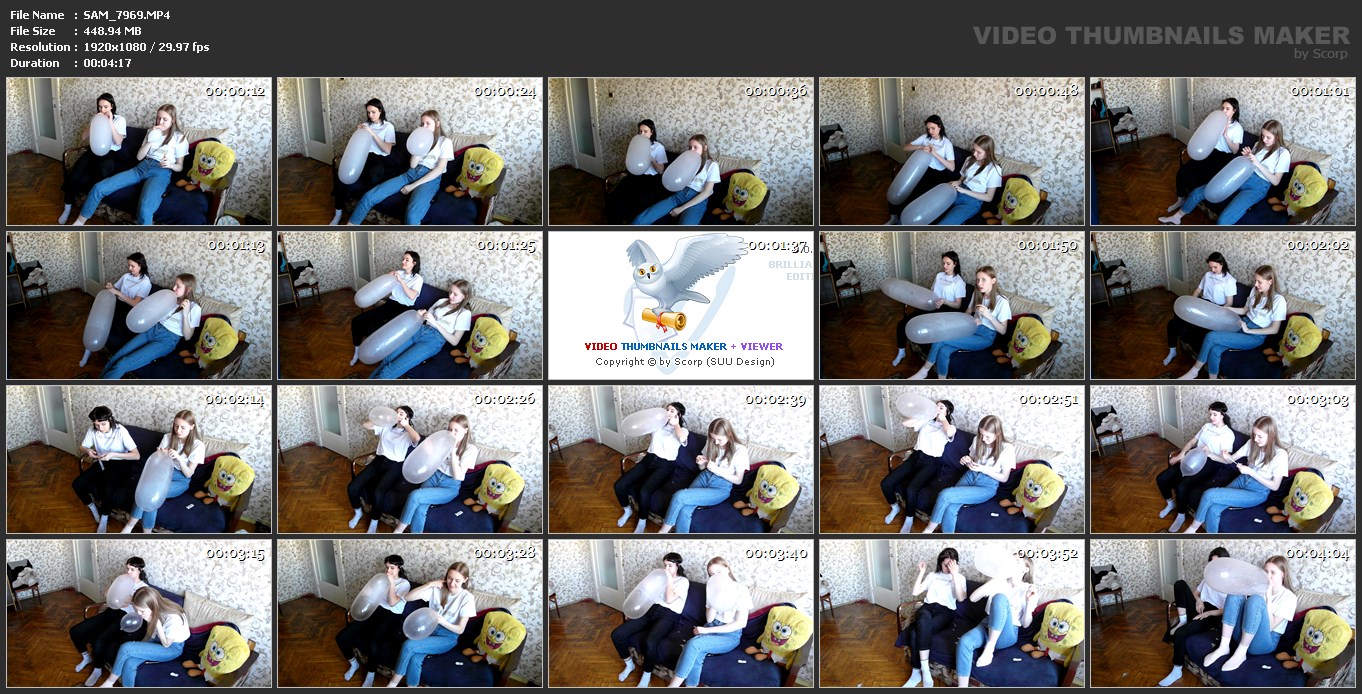 File Name : SAM_7969.MP4
File Size : 448.94 MB
Resolution : 1920x1080 / 29.97 fps
Duration : 00:04:17
VIDEO THUMBNAILS MAKER
by Scorp
00:00:12
00:00:24
00:00:36
00:00:48
00:01:01
00:01:13
00:01:25
00:01:37
BRILLIA
EDIT
VIDEO THUMBNAILS MAKER + VIEWER
Copyright © by Scorp (SUU Design)
00:01:50
00:02:02
00:02:14
00:02:26
00:02:39
00:02:51
00:03:03
00:03:15
00:03:28
00:03:40
00:03:52
00:04:04